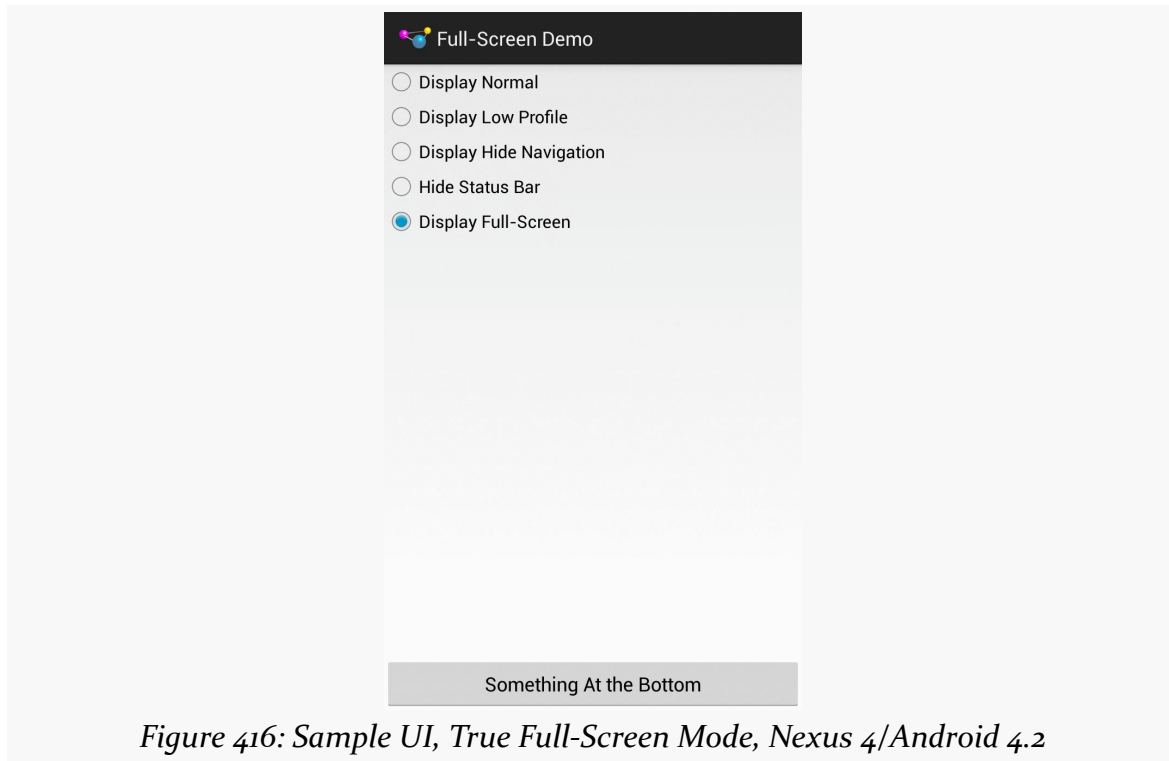 Full-Screen Demo
Display Normal
Display Low Profile
Display Hide Navigation
Hide Status Bar
Display Full-Screen
Something At the Bottom
Figure 416: Sample UI, True Full-Screen Mode, Nexus 4/Android 4.2